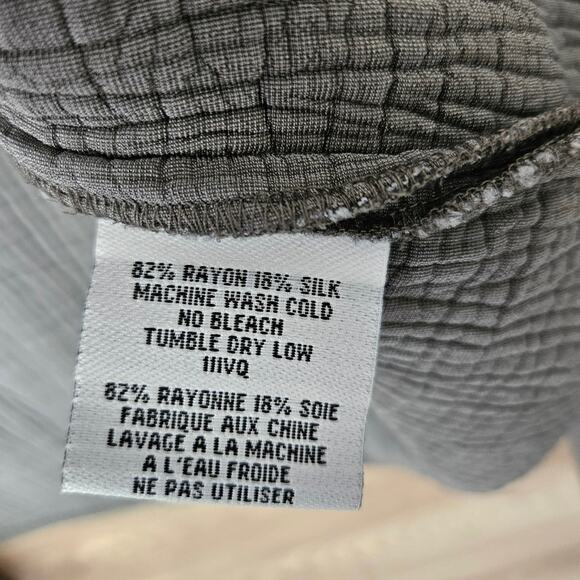 82% RAYON 18% SILK
MACHINE WASH COLD
NO BLEACH
TUMBLE DRY LOW
IIIVQ
82% RAYONNE 18% SOIE
FABRIQUE AUX CHINE
LAVAGE A LA MACHINE
A L'EAU FROIDE
NE PAS UTILISER